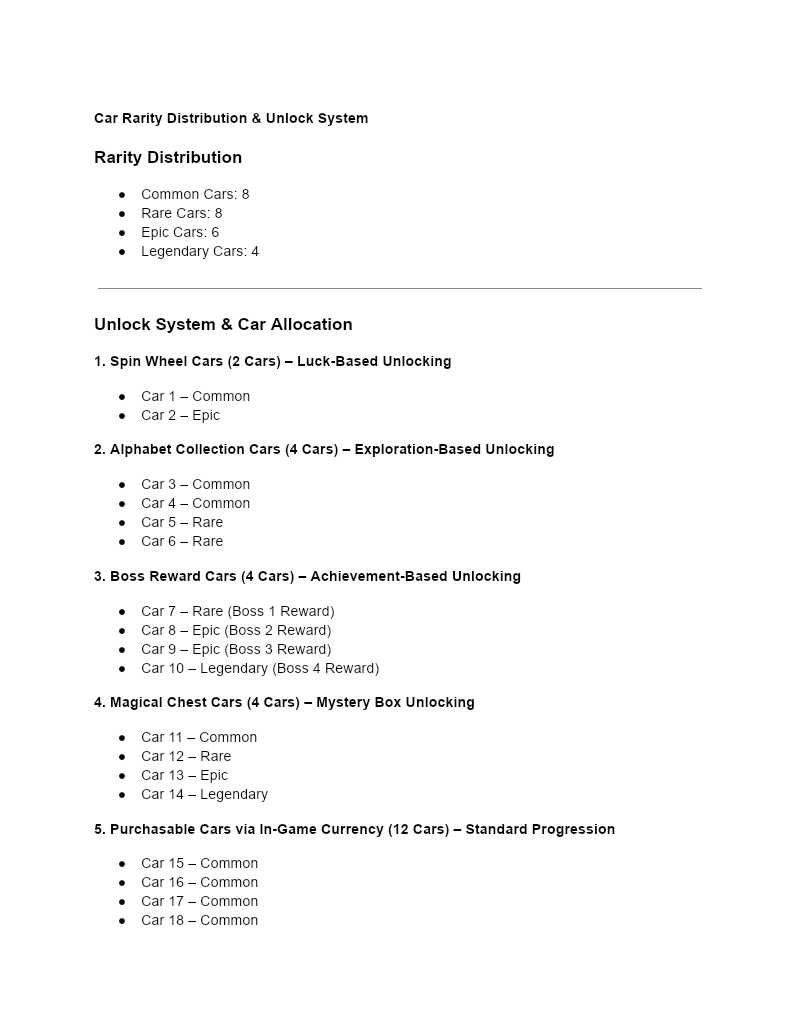 Car Rarity Distribution & Unlock System
Rarity Distribution
● Common Cars: 8
● Rare Cars: 8
● Epic Cars: 6
● Legendary Cars: 4
Unlock System & Car Allocation
1. Spin Wheel Cars (2 Cars) – Luck-Based Unlocking
● Car 1 – Common
● Car 2 – Epic
2. Alphabet Collection Cars (4 Cars) – Exploration-Based Unlocking
● Car 3 – Common
● Car 4 – Common
● Car 5 – Rare
● Car 6 – Rare
3. Boss Reward Cars (4 Cars) – Achievement-Based Unlocking
● Car 7 – Rare (Boss 1 Reward)
● Car 8 – Epic (Boss 2 Reward)
● Car 9 – Epic (Boss 3 Reward)
● Car 10 – Legendary (Boss 4 Reward)
4. Magical Chest Cars (4 Cars) – Mystery Box Unlocking
● Car 11 – Common
● Car 12 – Rare
● Car 13 – Epic
● Car 14 – Legendary
5. Purchasable Cars via In-Game Currency (12 Cars) – Standard Progression
● Car 15 – Common
● Car 16 – Common
● Car 17 – Common
● Car 18 – Common